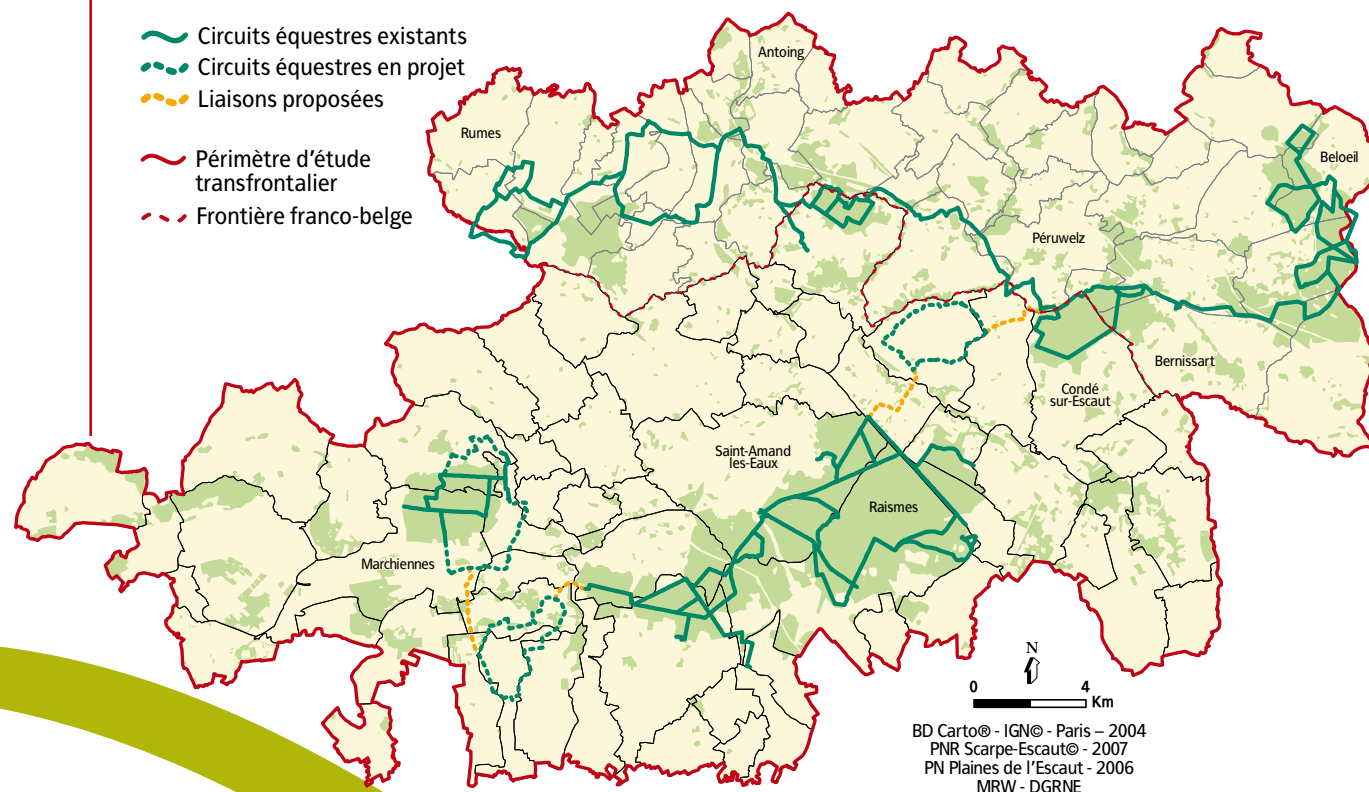 Circuits équestres existants
Circuits équestres en projet
Liaisons proposées
Périmètre d'étude
transfrontalier
Frontière franco-belge
Antoing
Rumes
Beloeil
Péruwelz
Bernissart
Condé
sur-Escaut
Saint-Amand
les-Eaux
Raismes
Marchiennes
N
0 4
Km
BD Carto® - IGN© - Paris – 2004
PNR Scarpe-Escaut© - 2007
PN Plaines de l'Escaut - 2006
MRW - DGRNE